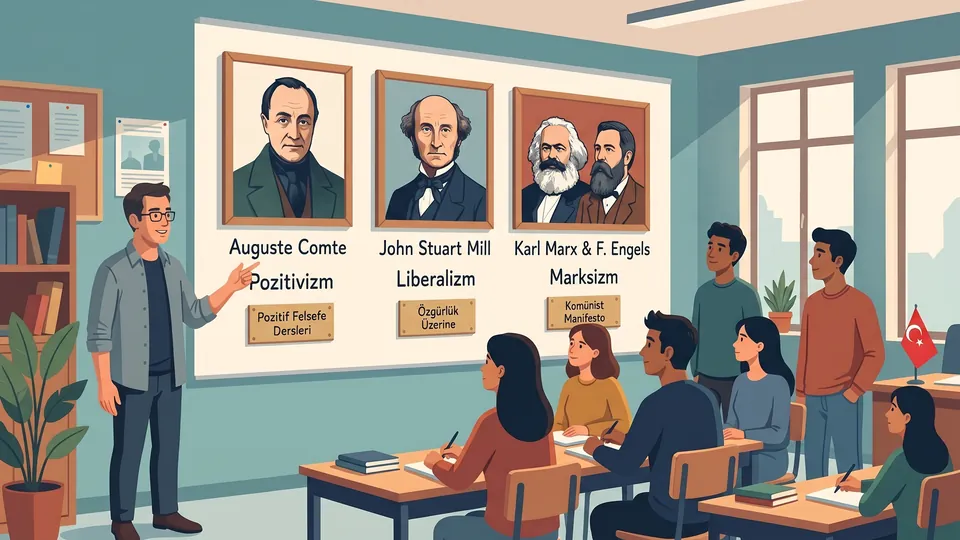 Auguste Comte
Pozitivizm
Pozitif Felsefe
Dersleri
John Stuart Mill
Liberalizm
Özgürlük
Üzerine
Karl Marx & F. Engels
Marksizm
Komünist
Manifesto